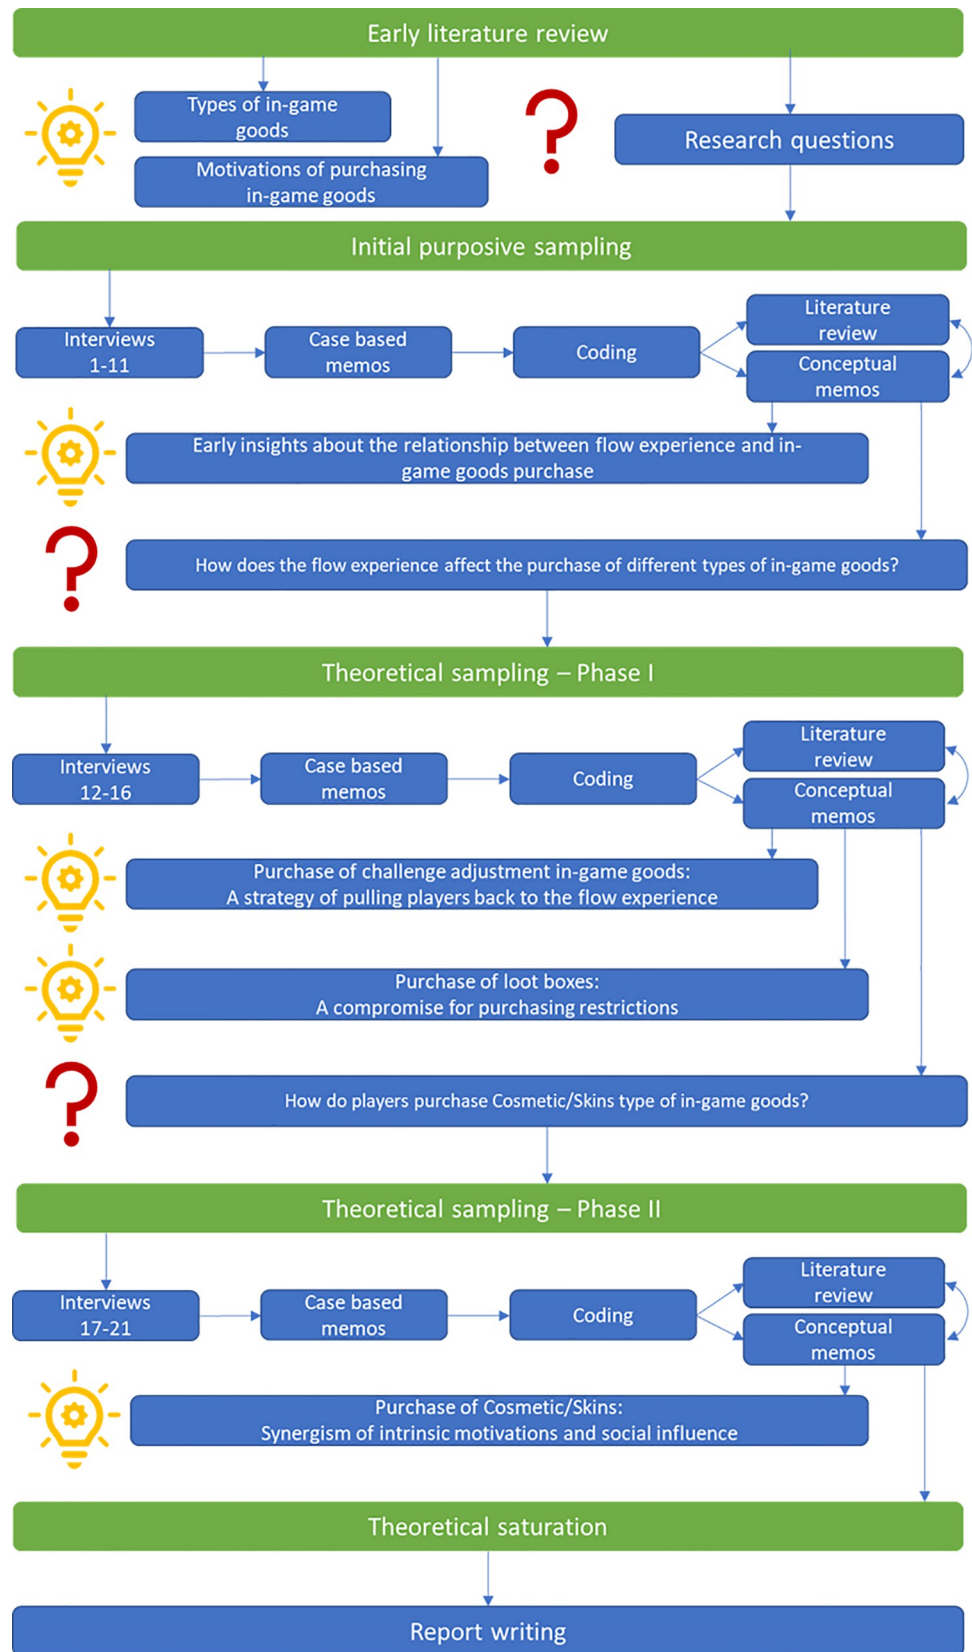 Early literature review
Types of in-game
goods
Motivations of purchasing
in-game goods
Research questions
Initial purposive sampling
Interviews
1-11
Case based
memos
Coding
Literature
review
Conceptual
memos
Early insights about the relationship between flow experience and in-
game goods purchase
How does the flow experience affect the purchase of different types of in-game goods?
Theoretical sampling – Phase I
Interviews
12-16
Case based
memos
Coding
Literature
review
Conceptual
memos
Purchase of challenge adjustment in-game goods:
A strategy of pulling players back to the flow experience
Purchase of loot boxes:
A compromise for purchasing restrictions
How do players purchase Cosmetic/Skins type of in-game goods?
Theoretical sampling – Phase II
Interviews
17-21
Case based
memos
Coding
Literature
review
Conceptual
memos
Purchase of Cosmetic/Skins:
Synergism of intrinsic motivations and social influence
Theoretical saturation
Report writing